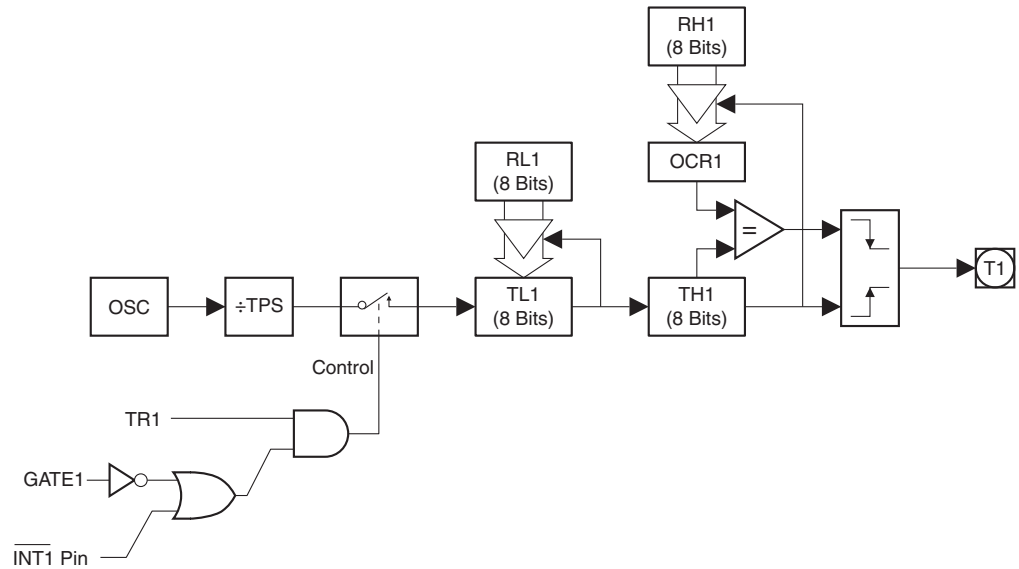 RH1
(8 Bits)
RL1
(8 Bits)
OCR1
=
OSC
÷TPS
TL1
(8 Bits)
TH1
(8 Bits)
T1
Control
TR1
GATE1
INT1 Pin